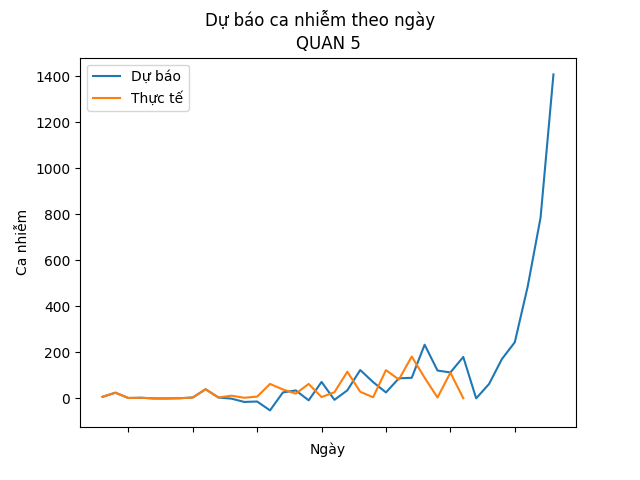 Dự báo ca nhiễm theo ngày
QUAN 5
Dự báo
Thực tế
1400
1200
1000
800
600
400
200
0
Ca nhiễm
Ngày